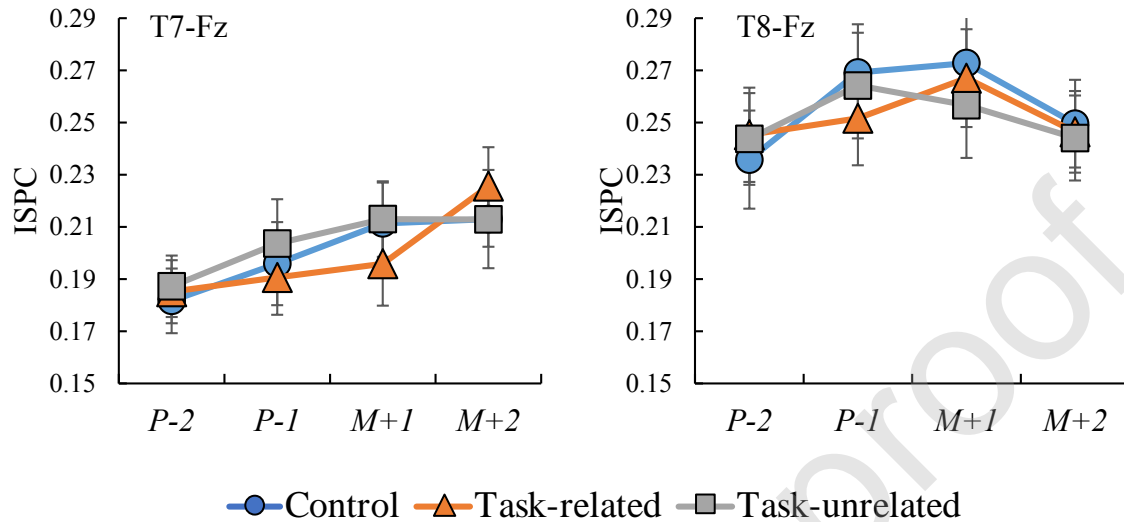 T7-Fz
ISPC
0.29
0.27
0.25
0.23
0.21
0.19
0.17
0.15
P-2 P-1 M+1 M+2
T8-Fz
ISPC
0.29
0.27
0.25
0.23
0.21
0.19
0.17
0.15
P-2 P-1 M+1 M+2
Control Task-related Task-unrelated
proof